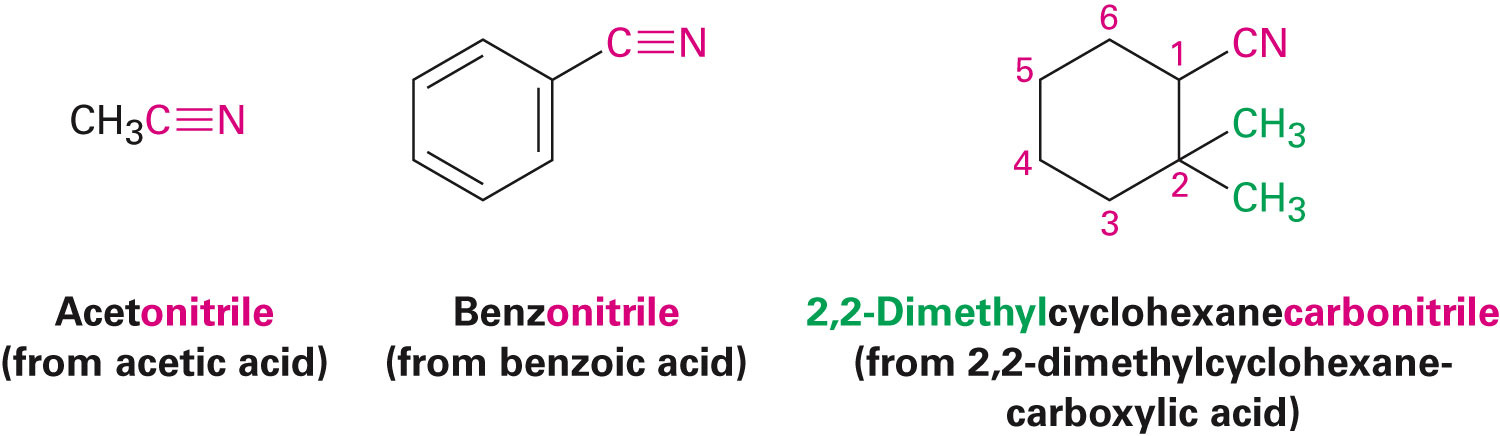 CH₃C≡N
C≡N
6
1
CN
5
CH₃
4
2
CH₃
3
Acetonitrile
(from acetic acid)
Benzonitrile
(from benzoic acid)
2,2-Dimethylcyclohexanecarbonitrile
(from 2,2-dimethylcyclohexane-
carboxylic acid)